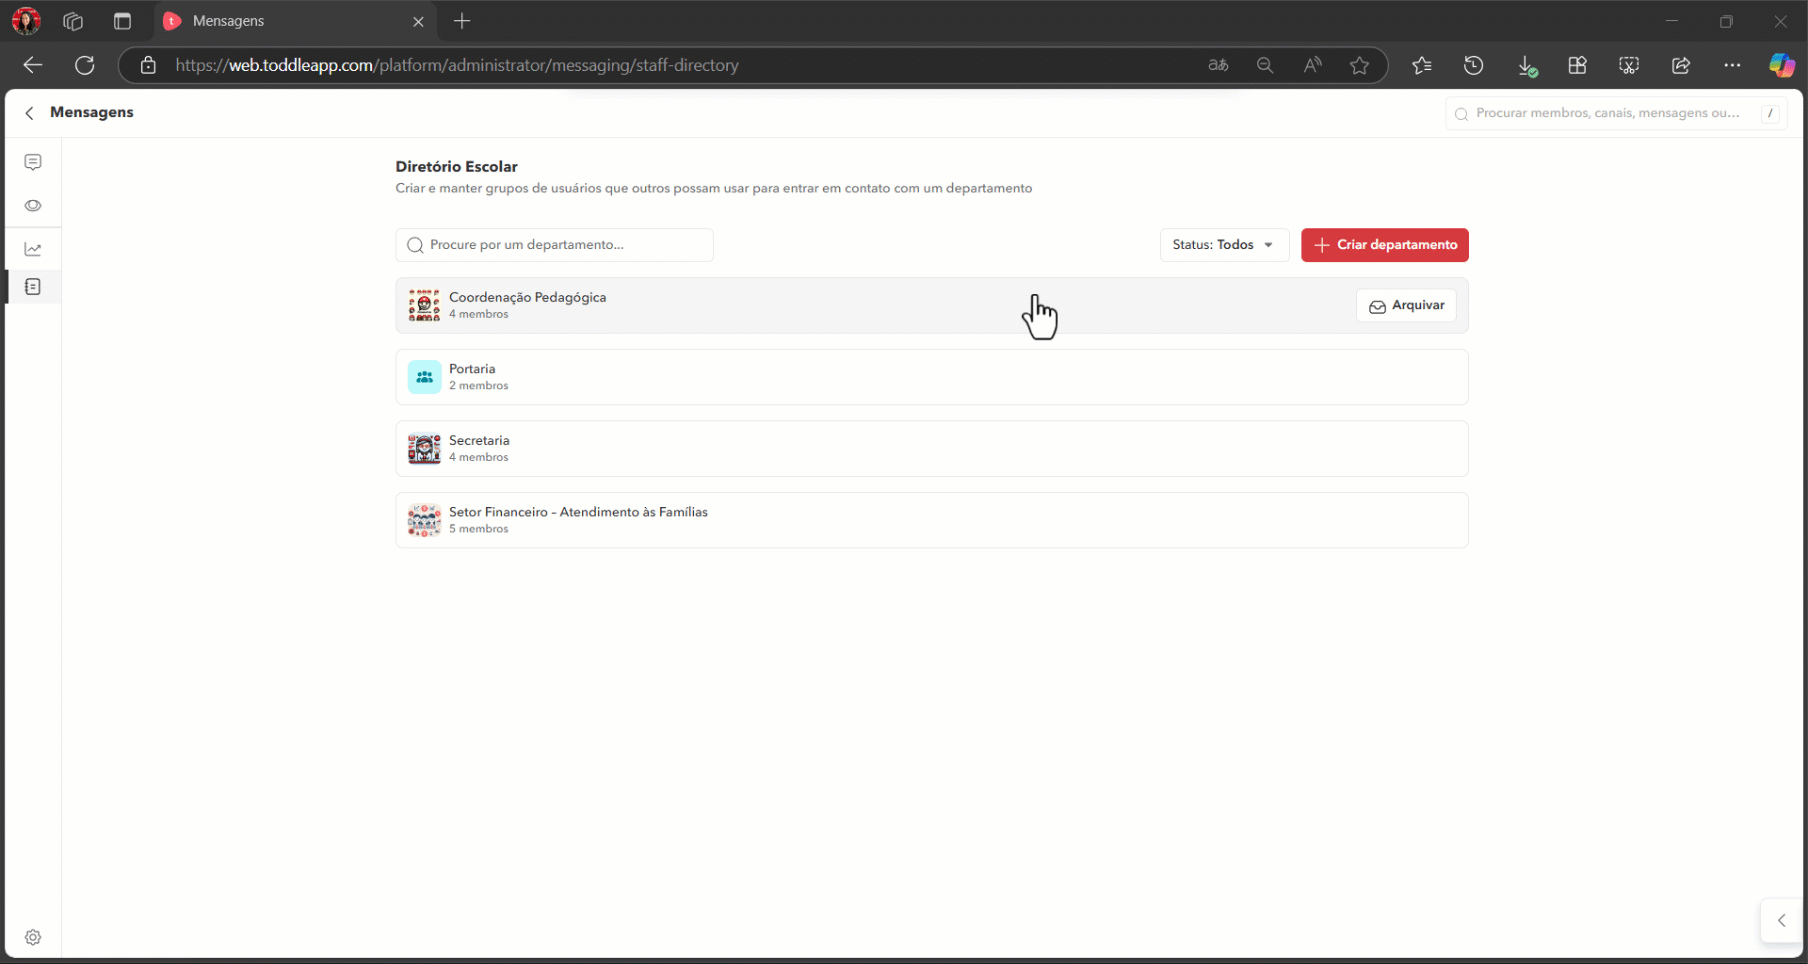 Mensagens
https://web.toddleapp.com/platform/administrator/messaging/staff-directory
Mensagens
Procurar membros, canais, mensagens ou...
/
Diretório Escolar
Criar e manter grupos de usuários que outros possam usar para entrar em contato com um departamento
Procure por um departamento...
Status: Todos
Criar departamento
Coordenação Pedagógica
4 membros
Arquivar
Portaria
2 membros
Secretaria
4 membros
Setor Financeiro – Atendimento às Famílias
5 membros